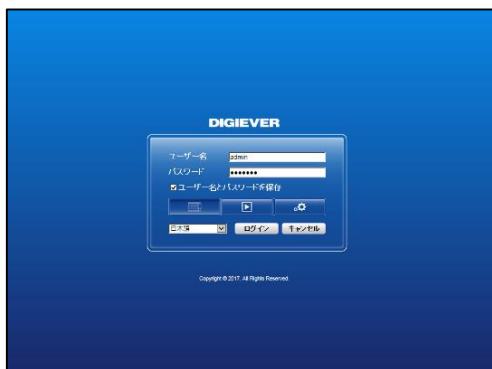 DIGIEVER
ユーザー名 admin
パスワード •••••••
ユーザー名とパスワードを保存
日本語 ログイン キャンセル
Copyright © 2017. All Rights Reserved.